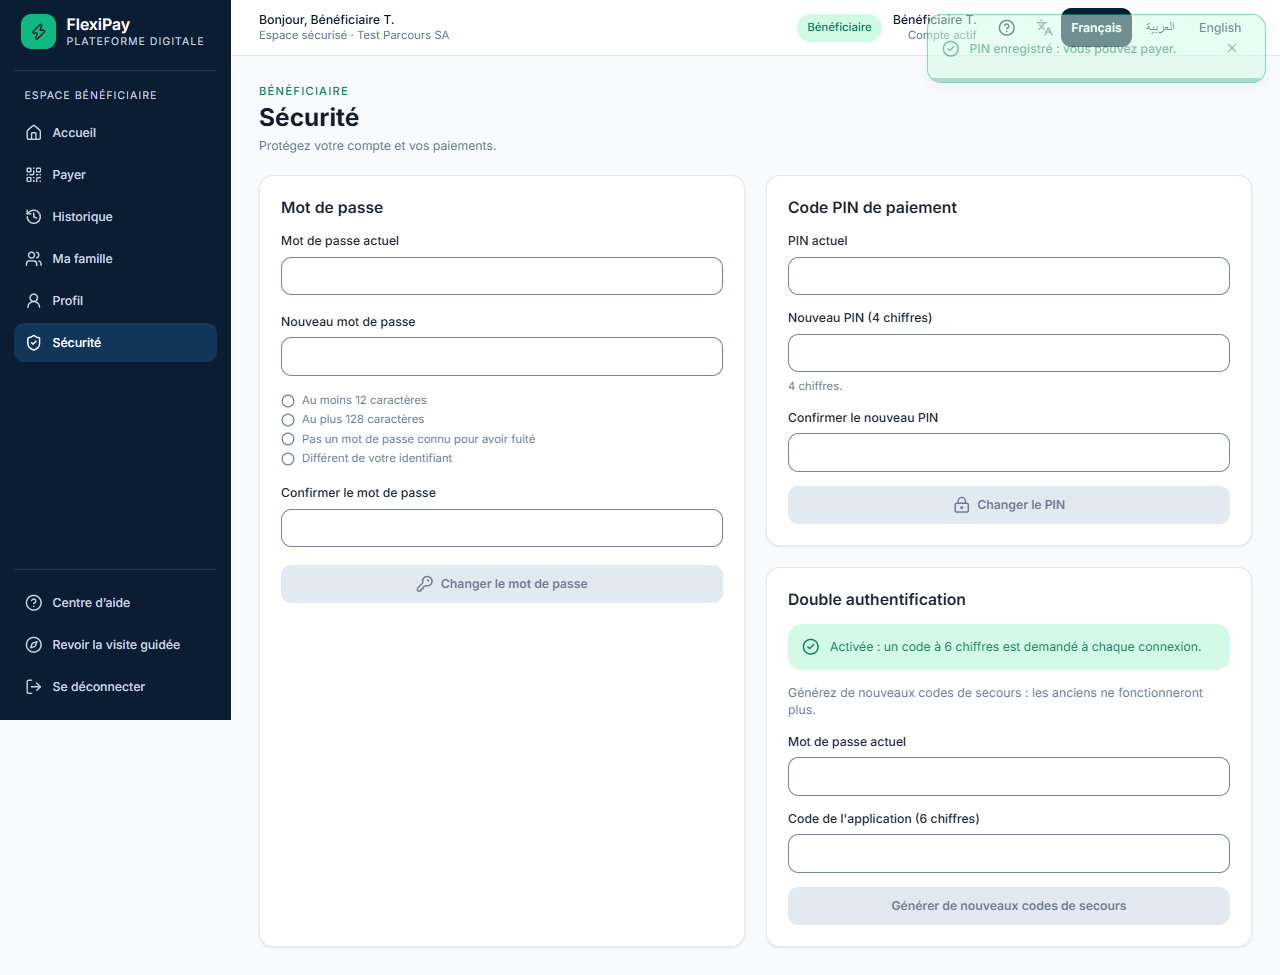 FlexiPay
PLATEFORME DIGITALE
ESPACE BÉNÉFICIAIRE
Accueil
Payer
Historique
Ma famille
Profil
Sécurité
Centre d'aide
Revoir la visite guidée
Se déconnecter
Bonjour, Bénéficiaire T.
Espace sécurisé · Test Parcours SA
Bénéficiaire
Bénéficiaire T.
Compte actif
Français
العربية
English
PIN enregistré : vous pouvez payer.
BÉNÉFICIAIRE
Sécurité
Protégez votre compte et vos paiements.
Mot de passe
Mot de passe actuel
Nouveau mot de passe
Au moins 12 caractères
Au plus 128 caractères
Pas un mot de passe connu pour avoir fuité
Différent de votre identifiant
Confirmer le mot de passe
Changer le mot de passe
Code PIN de paiement
PIN actuel
Nouveau PIN (4 chiffres)
4 chiffres.
Confirmer le nouveau PIN
Changer le PIN
Double authentification
Activée : un code à 6 chiffres est demandé à chaque connexion.
Générez de nouveaux codes de secours : les anciens ne fonctionneront
plus.
Mot de passe actuel
Code de l'application (6 chiffres)
Générer de nouveaux codes de secours